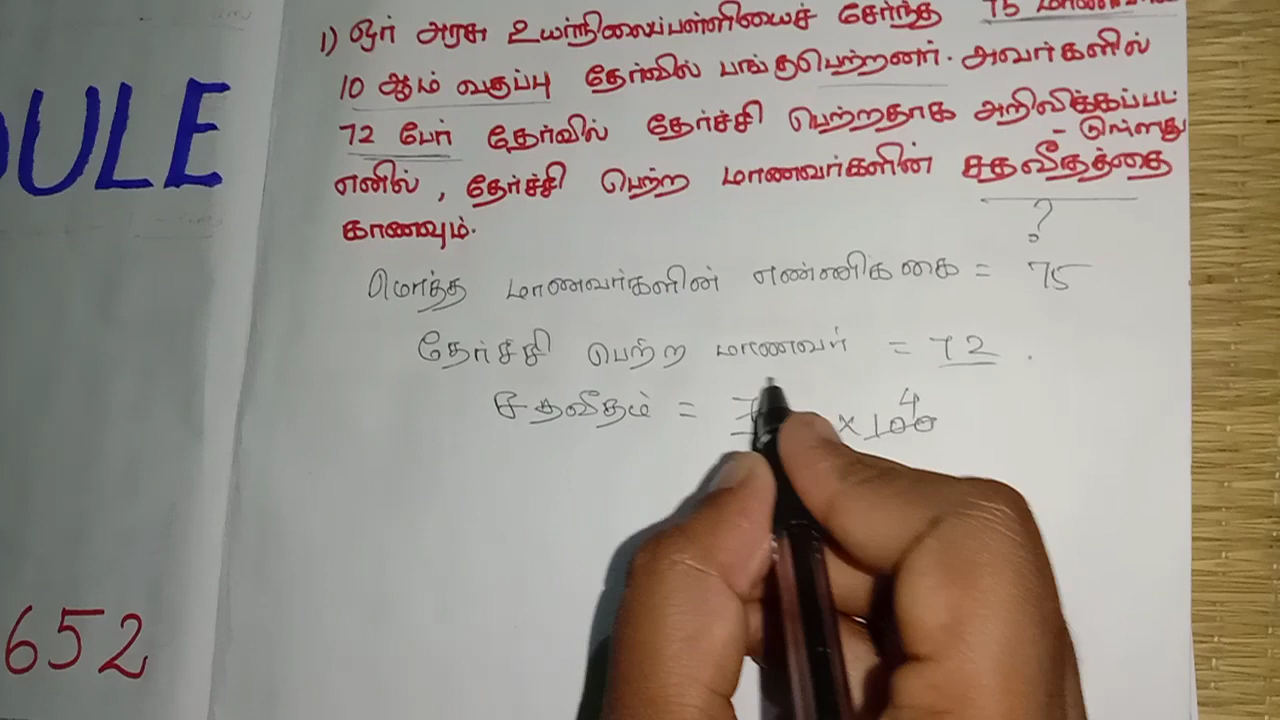 ULE
652
1) ஓர் அரசு உயர்நிலைப்பள்ளியைச் சேர்ந்த 75
10 ஆம் வகுப்பு தேர்வில் பங்குபெற்றனர். அவர்களில்
72 பேர் தேர்வில் தேர்ச்சி பெற்றதாக அறிவிக்கப்பட்
- டுள்ளது
எனில், தேர்ச்சி பெற்ற மாணவர்களின் சதவீதத்தை
காணவும்.
?
மொத்த மாணவர்களின் எண்ணிக்கை = 75
தேர்ச்சி பெற்ற மாணவர் = 72.
4
சதவீதம் = × 100